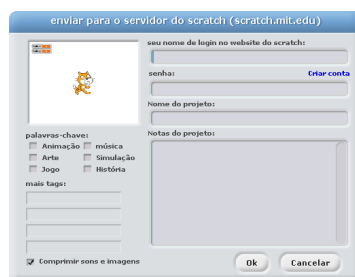 enviar para o servidor do scratch (scratch.mit.edu)
seu nome de login no website do scratch:
senha: Criar conta
Nome do projeto:
palavras-chave:
Animação música
Arte Simulação
Jogo História
mais tags:
Comprimir sons e imagens
Notas do projeto:
Ok Cancelar